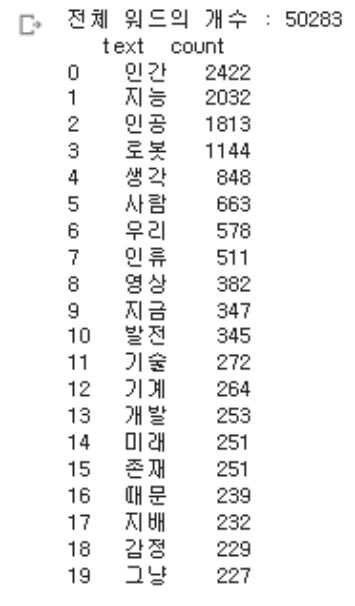 전체 워드의 개수 : 50283
text count
0 인간 2422
1 지능 2032
2 인공 1813
3 로봇 1144
4 생각 848
5 사람 663
6 우리 578
7 인류 511
8 영상 382
9 지금 347
10 발전 345
11 기술 272
12 기계 264
13 개발 253
14 미래 251
15 존재 251
16 때문 239
17 지배 232
18 감정 229
19 그냥 227